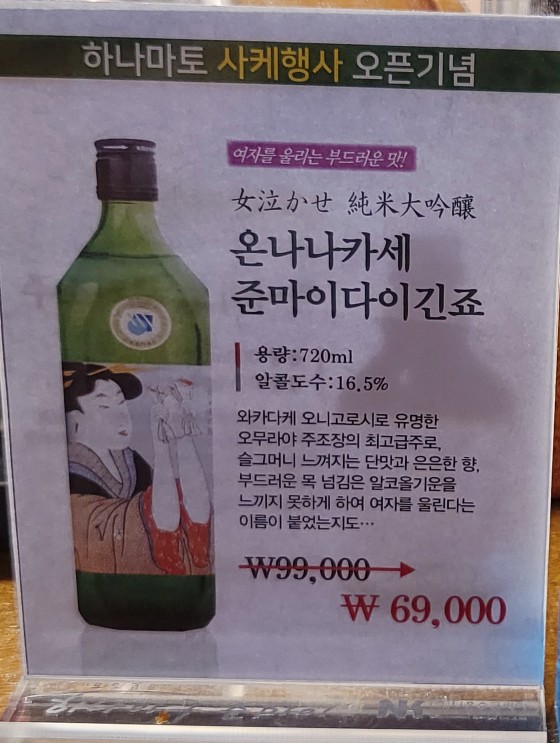 하나마토 사케행사 오픈기념
여자를 울리는 부드러운 맛!
女泣かせ 純米大吟醸
온나나카세
준마이다이긴죠
용량:720ml
알콜도수:16.5%
와카다케 오니고로시로 유명한
오무라야 주조장의 최고급주로,
슬그머니 느껴지는 단맛과 은은한 향,
부드러운 목 넘김은 알코올기운을
느끼지 못하게 하여 여자를 울린다는
이름이 붙었는지도…
₩99,000
₩ 69,000